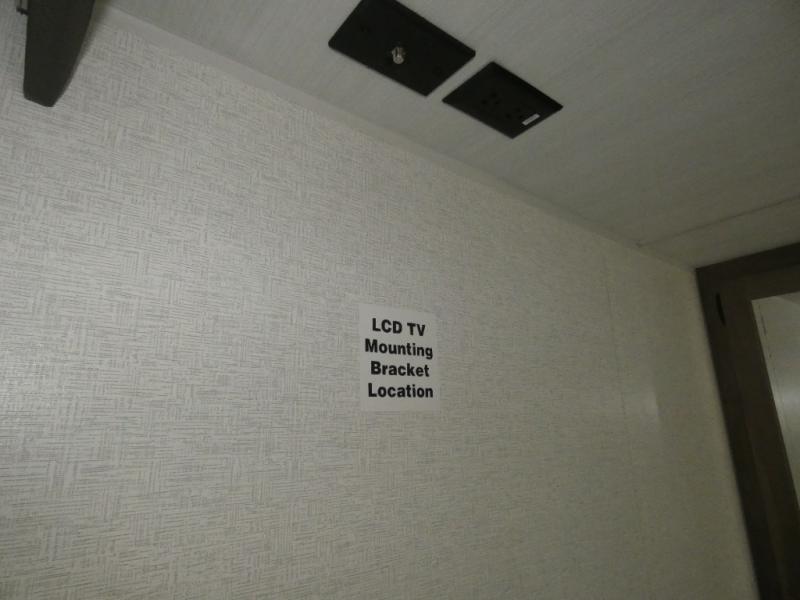 LCD TV
Mounting
Bracket
Location